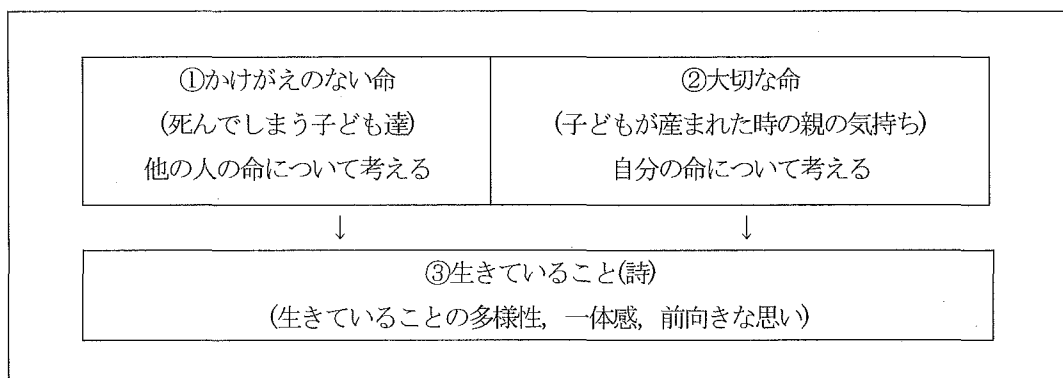 ①かけがえのない命
(死んでしまう子ども達)
他の人の命について考える
②大切な命
(子どもが産まれた時の親の気持ち)
自分の命について考える
↓
↓
③生きていること(詩)
(生きていることの多様性，一体感，前向きな思い)